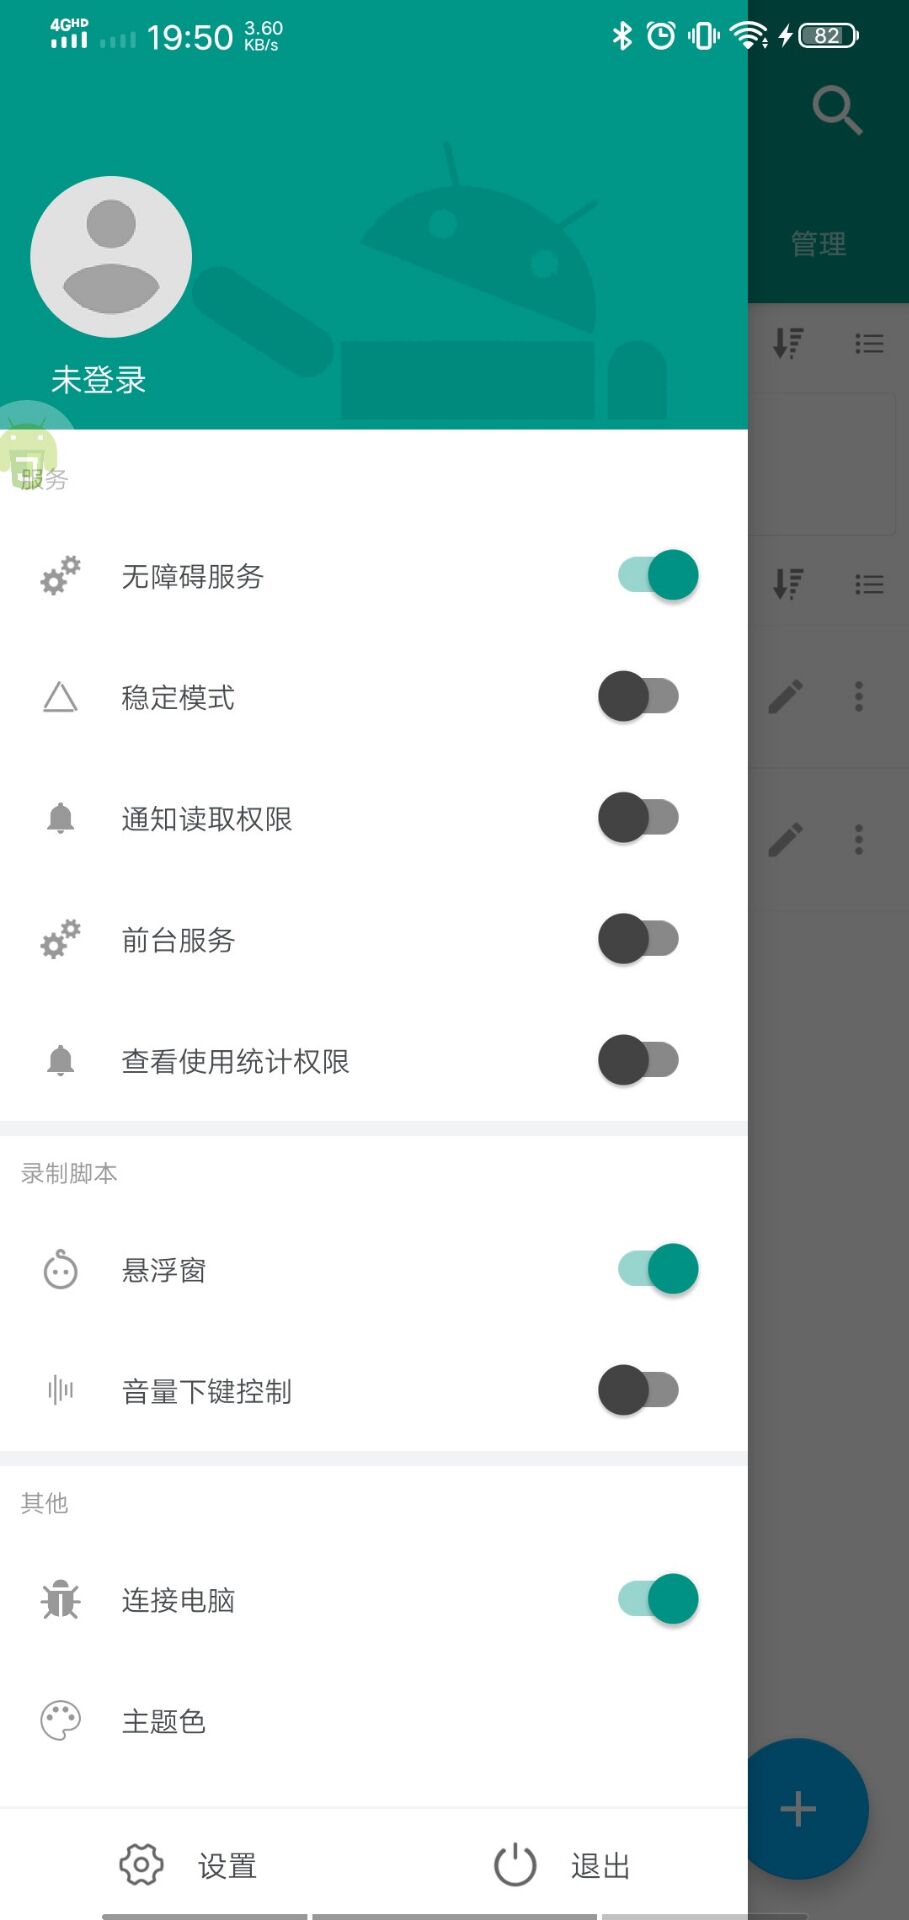 4GHD 19:50 3.60 KB/s 82
管理
未登录
服务
无障碍服务
稳定模式
通知读取权限
前台服务
查看使用统计权限
录制脚本
悬浮窗
音量下键控制
其他
连接电脑
主题色
设置 退出